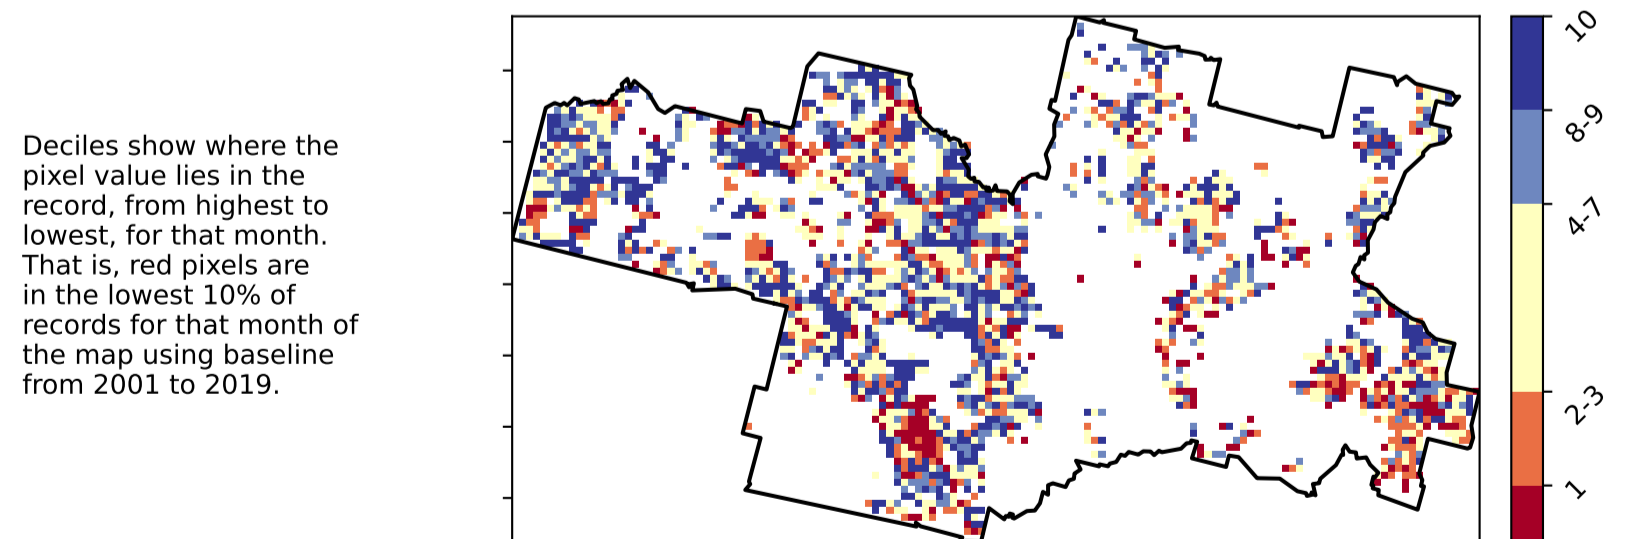 Deciles show where the
pixel value lies in the
record, from highest to
lowest, for that month.
That is, red pixels are
in the lowest 10% of
records for that month of
the map using baseline
from 2001 to 2019.
10
8-9
4-7
2-3
1